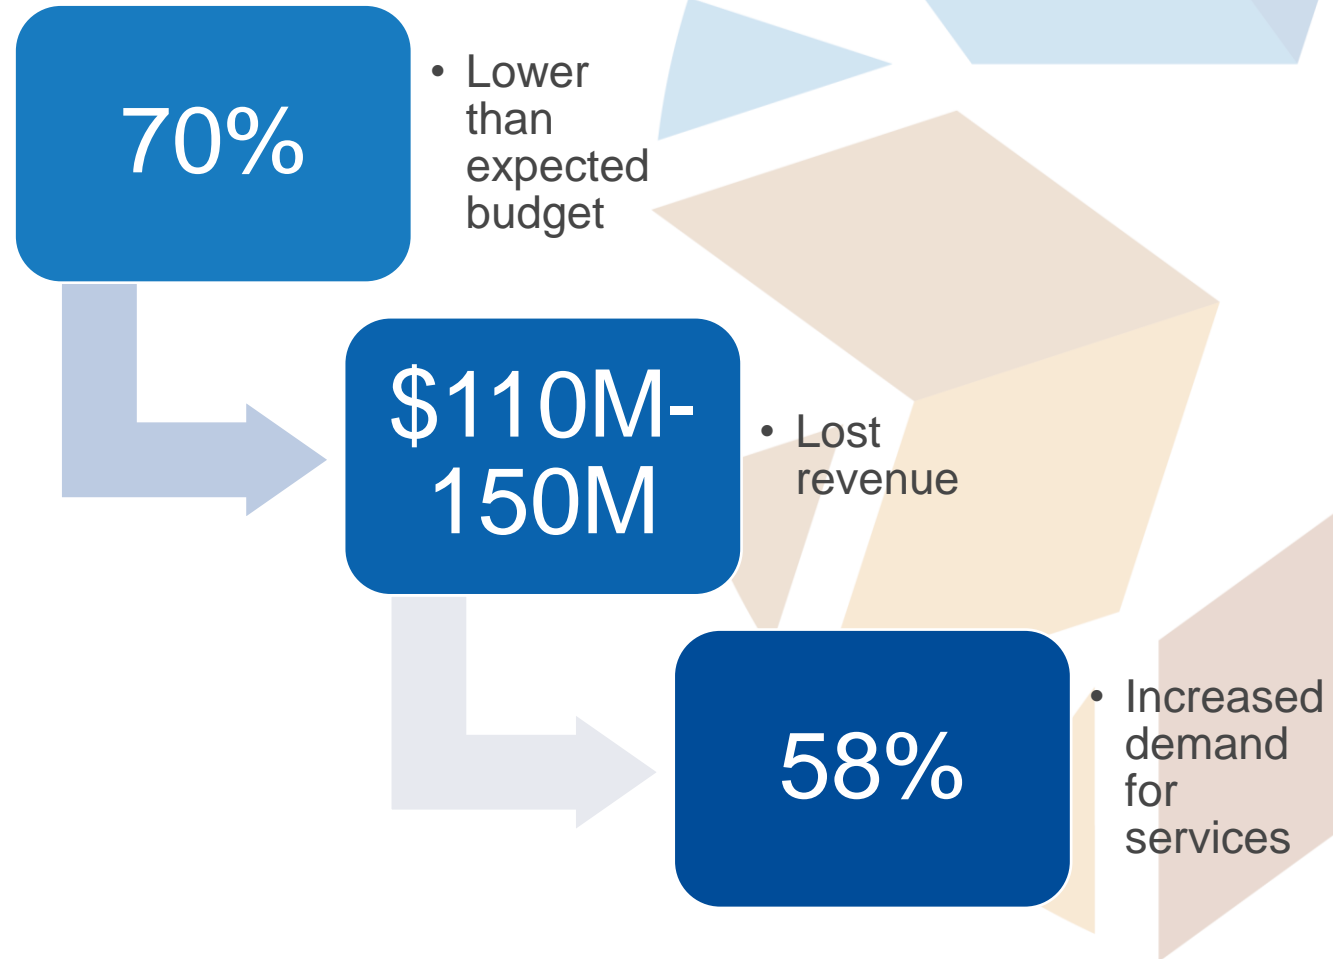 70%
• Lower
than
expected
budget
$110M-
150M
• Lost
revenue
58%
• Increased
demand
for
services